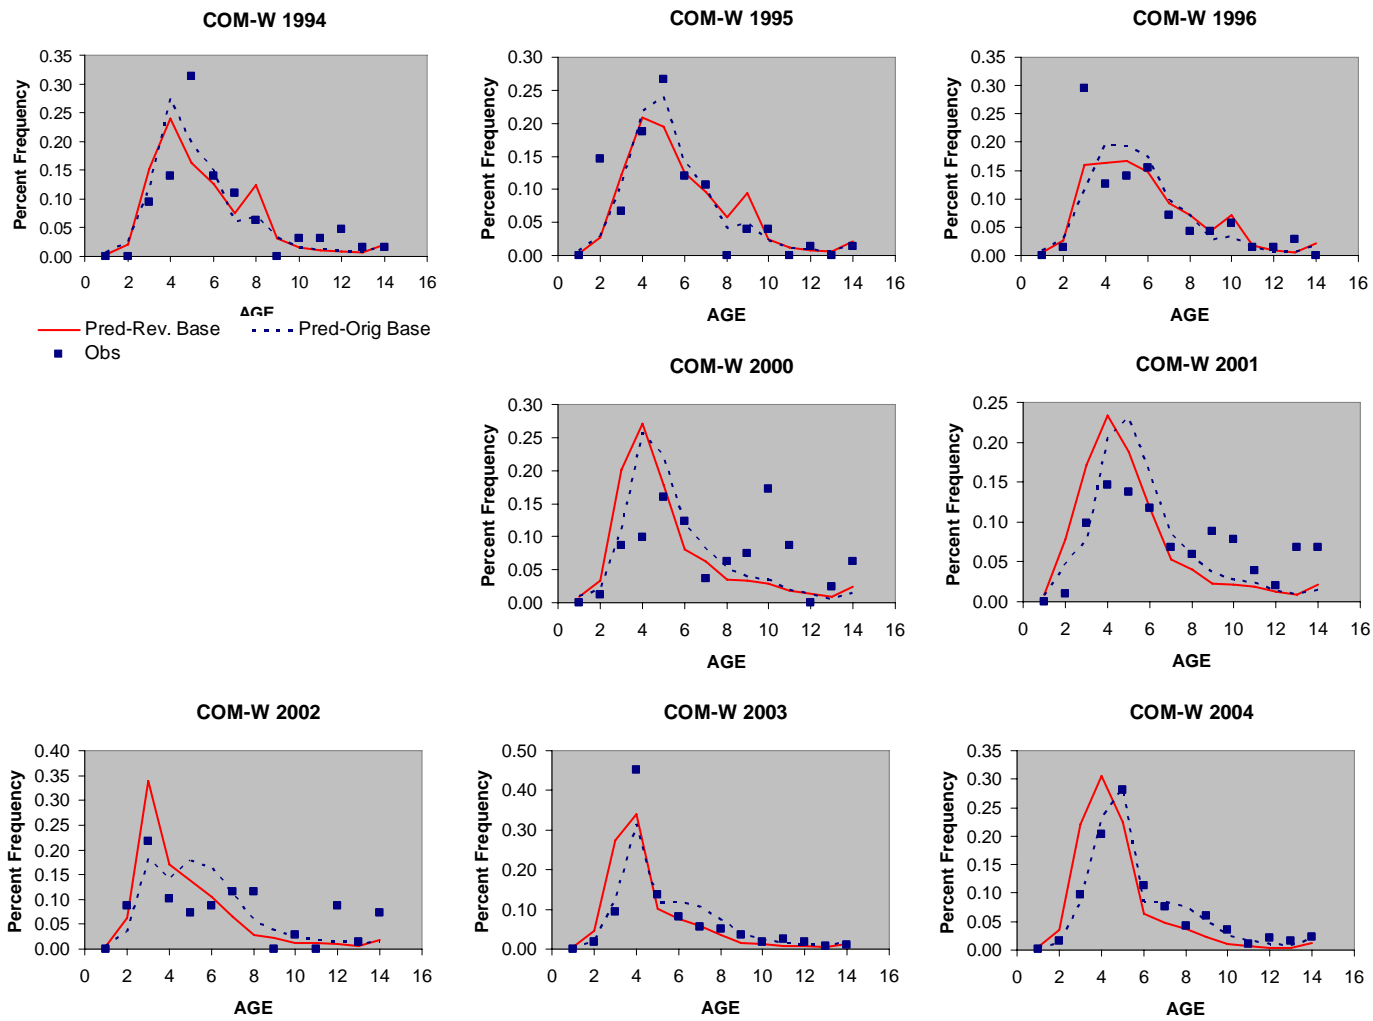 COM-W 1994
Percent Frequency
0.35
0.30
0.25
0.20
0.15
0.10
0.05
0.00
0 2 4 6 8 10 12 14 16
AGE
Pred-Rev. Base Pred-Orig Base
Obs
COM-W 1995
Percent Frequency
0.30
0.25
0.20
0.15
0.10
0.05
0.00
0 2 4 6 8 10 12 14 16
AGE
COM-W 1996
Percent Frequency
0.35
0.30
0.25
0.20
0.15
0.10
0.05
0.00
0 2 4 6 8 10 12 14 16
AGE
COM-W 2000
Percent Frequency
0.30
0.25
0.20
0.15
0.10
0.05
0.00
0 2 4 6 8 10 12 14 16
AGE
COM-W 2001
Percent Frequency
0.25
0.20
0.15
0.10
0.05
0.00
0 2 4 6 8 10 12 14 16
AGE
COM-W 2002
Percent Frequency
0.40
0.35
0.30
0.25
0.20
0.15
0.10
0.05
0.00
0 2 4 6 8 10 12 14 16
AGE
COM-W 2003
Percent Frequency
0.50
0.40
0.30
0.20
0.10
0.00
0 2 4 6 8 10 12 14 16
AGE
COM-W 2004
Percent Frequency
0.35
0.30
0.25
0.20
0.15
0.10
0.05
0.00
0 2 4 6 8 10 12 14 16
AGE